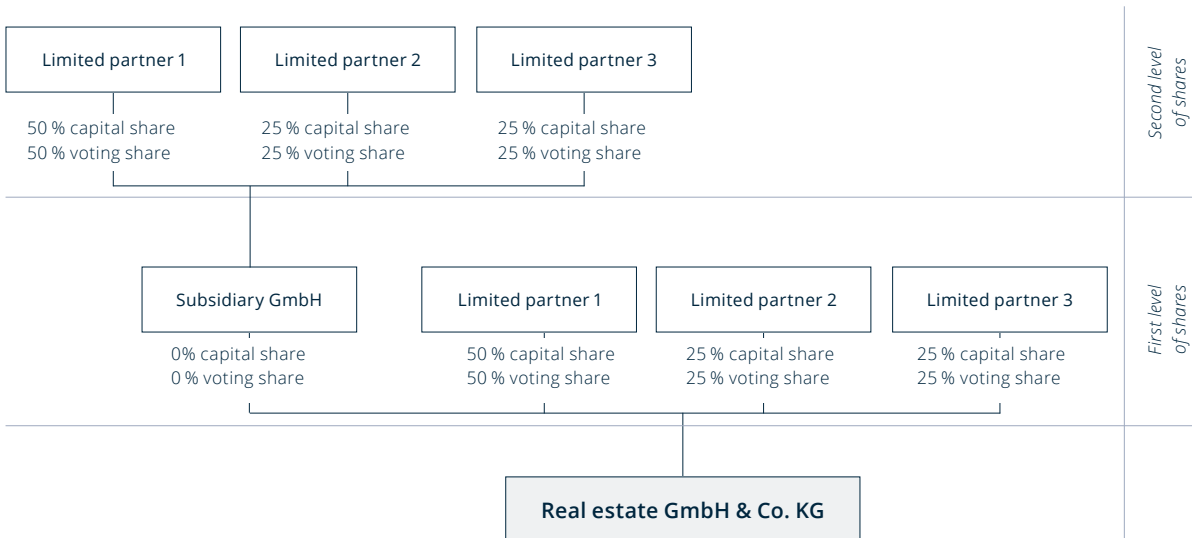 Limited partner 1
Limited partner 2
Limited partner 3
50 % capital share
50 % voting share
25 % capital share
25 % voting share
25 % capital share
25 % voting share
Second level
of shares
Subsidiary GmbH
Limited partner 1
Limited partner 2
Limited partner 3
0% capital share
0 % voting share
50 % capital share
50 % voting share
25 % capital share
25 % voting share
25 % capital share
25 % voting share
First level
of shares
Real estate GmbH & Co. KG